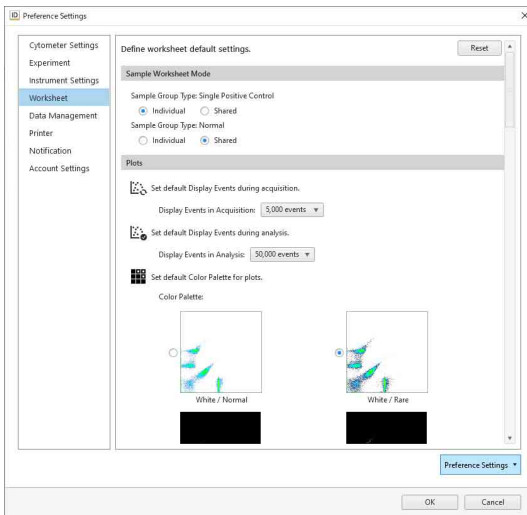 ID Preference Settings
Cytometer Settings
Experiment
Instrument Settings
Worksheet
Data Management
Printer
Notification
Account Settings
Define worksheet default settings.
Reset
Sample Worksheet Mode
Sample Group Type: Single Positive Control
Individual Shared
Sample Group Type: Normal
Individual Shared
Plots
Set default Display Events during acquisition.
Display Events in Acquisition: 5,000 events
Set default Display Events during analysis.
Display Events in Analysis: 50,000 events
Set default Color Palette for plots.
Color Palette:
White / Normal White / Rare
Preference Settings
OK Cancel